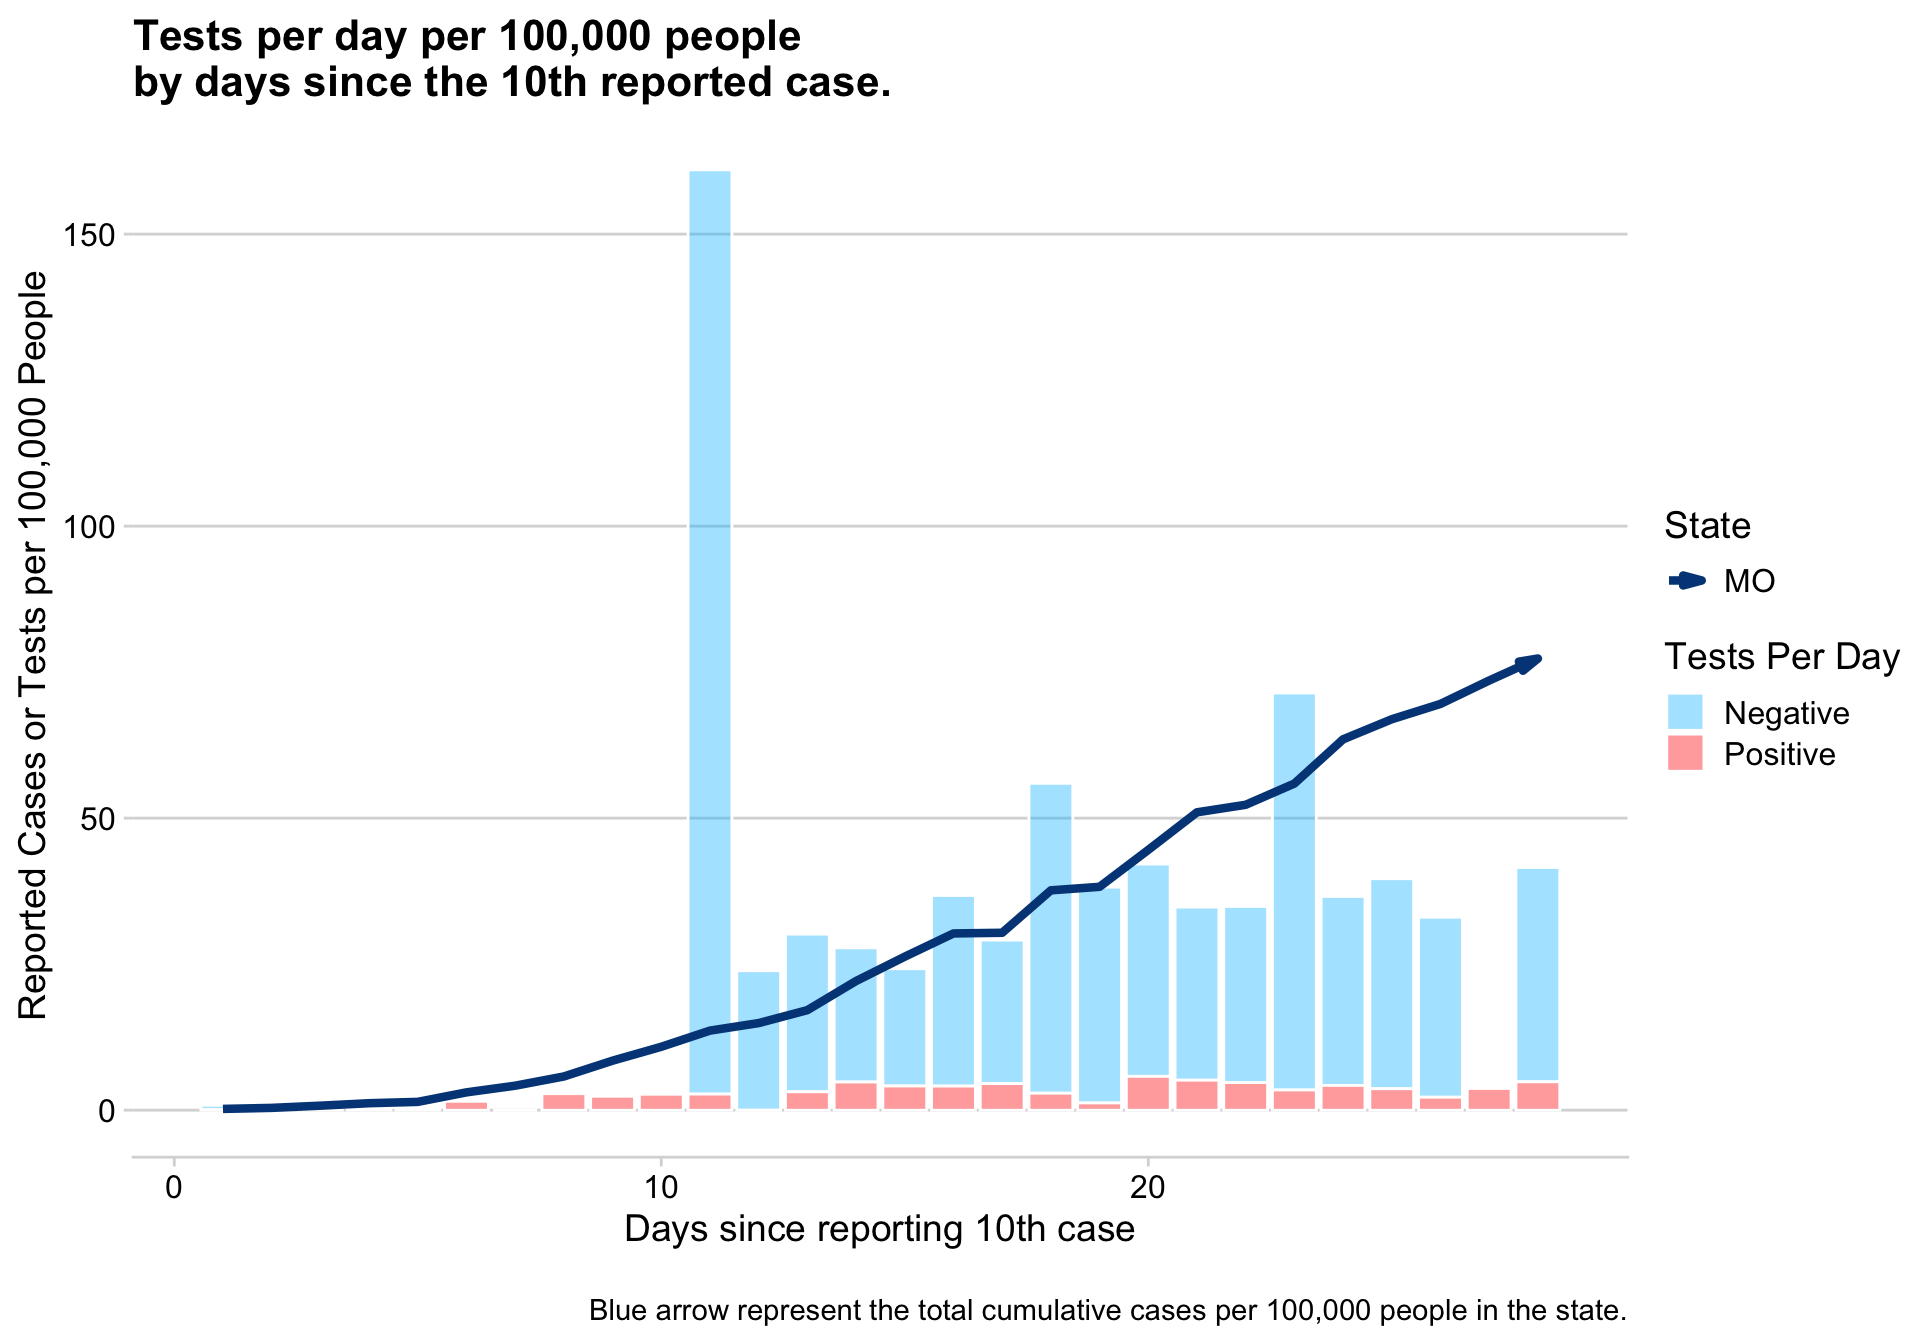 Tests per day per 100,000 people
by days since the 10th reported case.
Reported Cases or Tests per 100,000 People
150
100
50
0
0
10
20
Days since reporting 10th case
State
MO
Tests Per Day
Negative
Positive
Blue arrow represent the total cumulative cases per 100,000 people in the state.